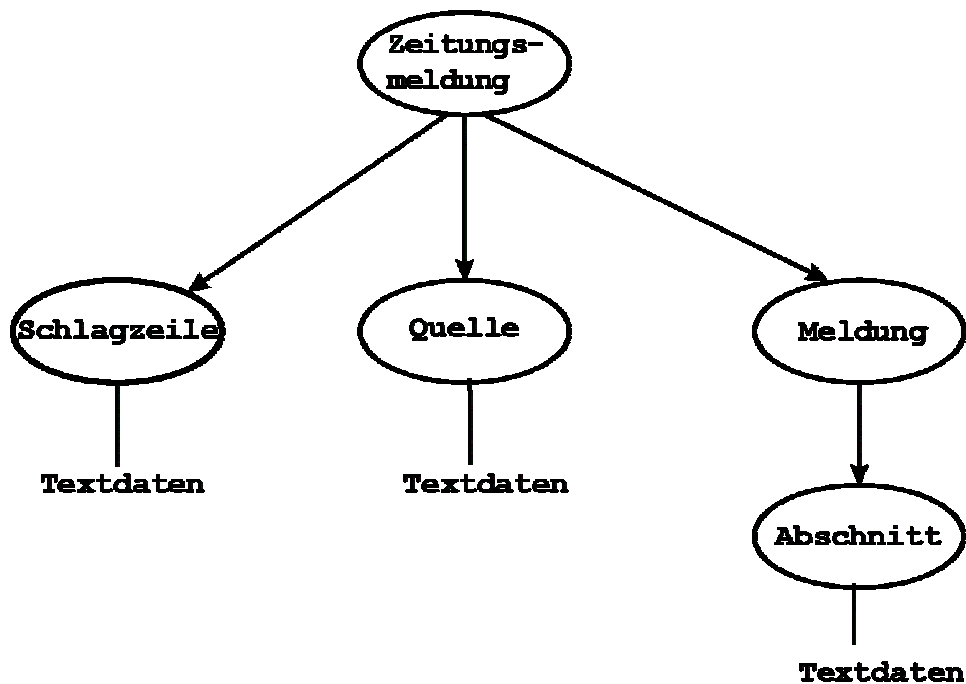 Zeitungs-
meldung
Schlagzeile
Quelle
Meldung
Textdaten
Textdaten
Abschnitt
Textdaten